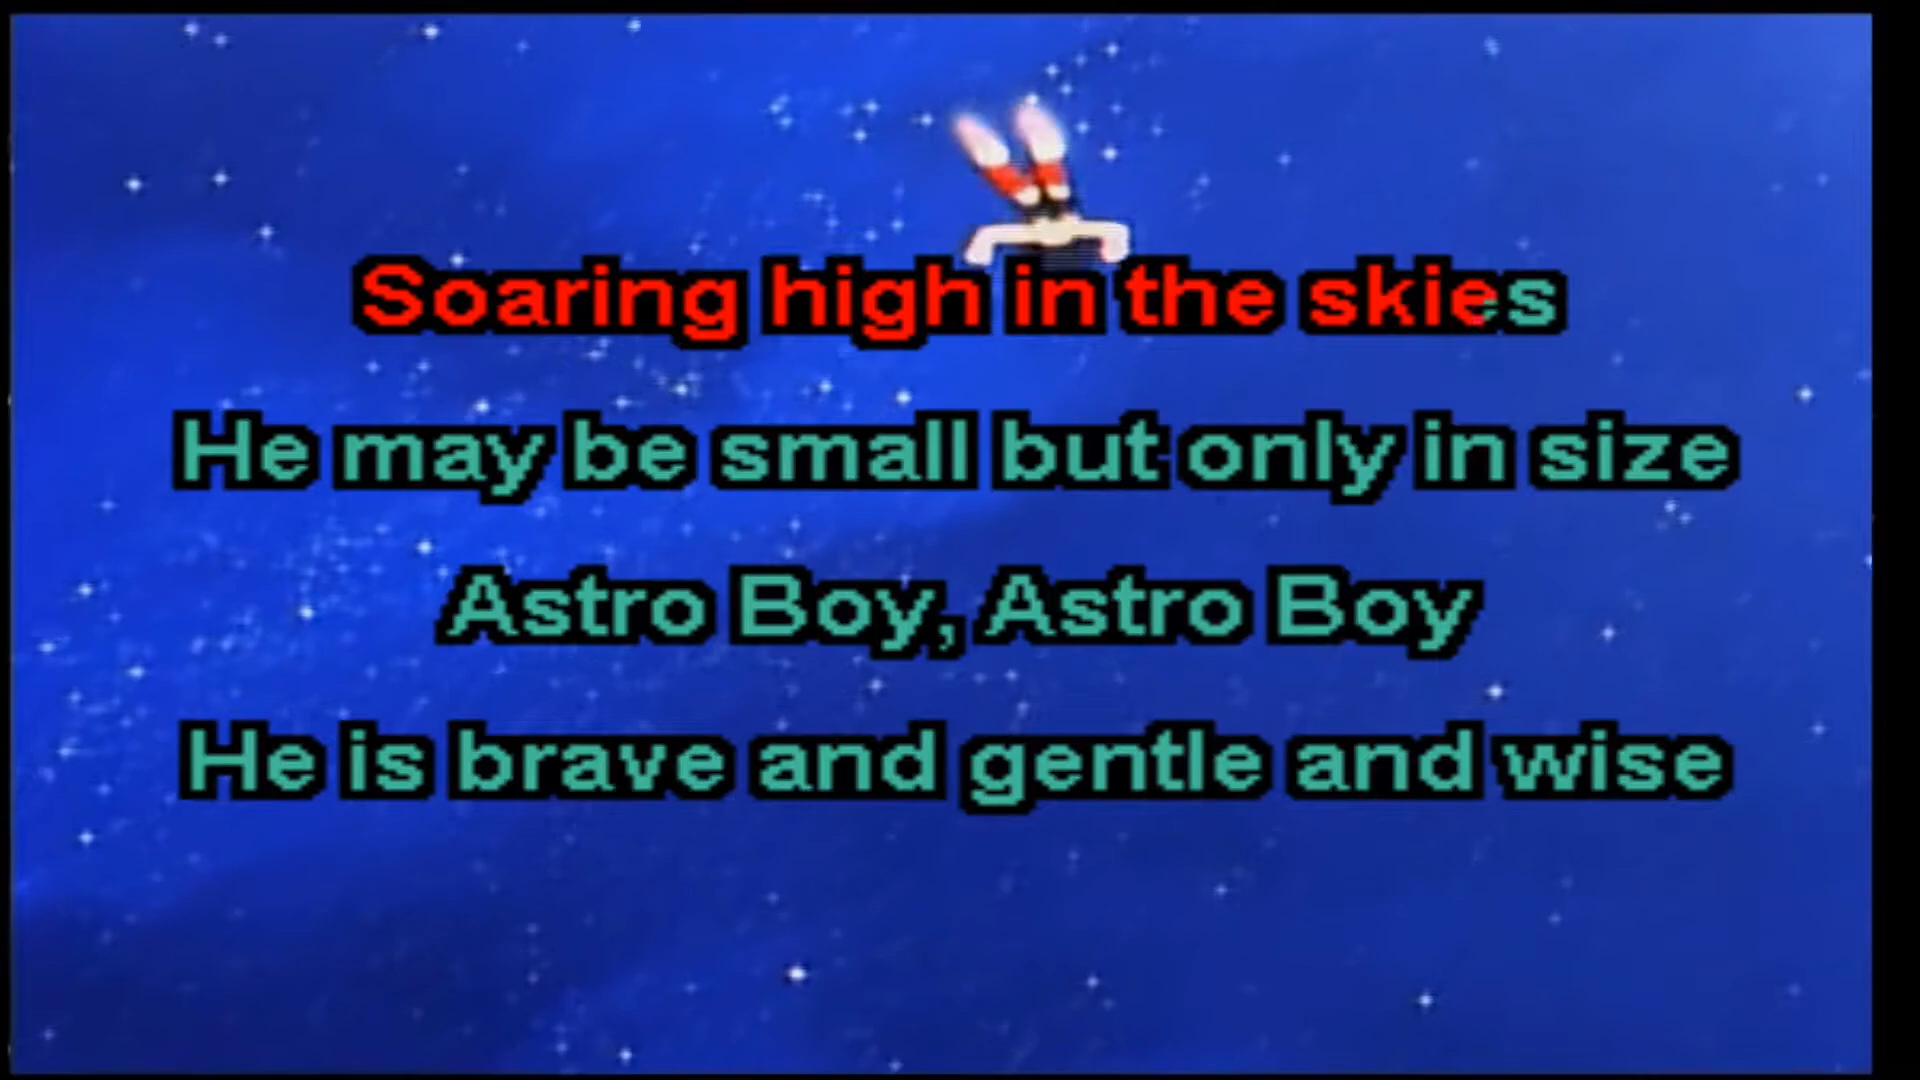 Soaring high in the skies
He may be small but only in size
Astro Boy, Astro Boy
He is brave and gentle and wise